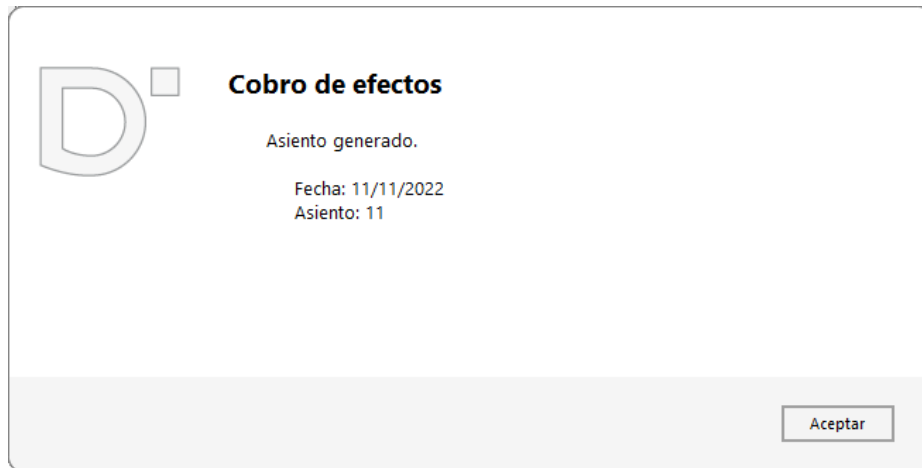 Cobro de efectos
Asiento generado.
Fecha: 11/11/2022
Asiento: 11
Aceptar